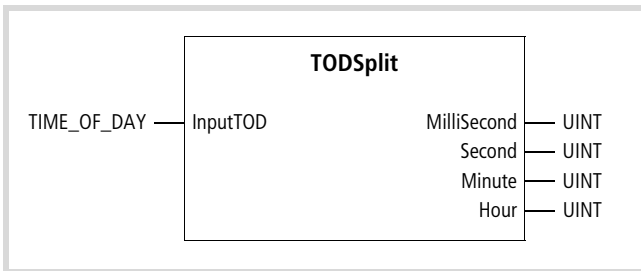 TODSplit
TIME_OF_DAY InputTOD MilliSecond UINT
Second UINT
Minute UINT
Hour UINT